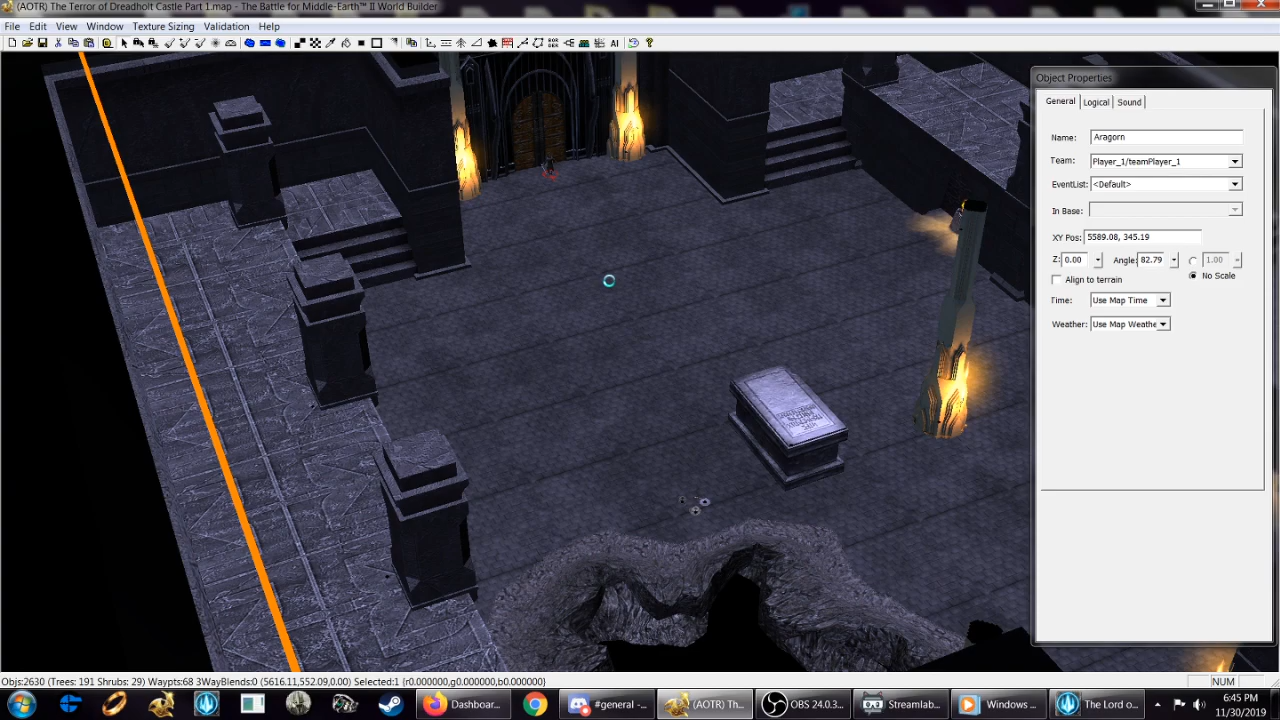 (AOTR) The Terror of Dreadholt Castle Part 1.map - The Battle for Middle-Earth™ II World Builder
File Edit View Window Texture Sizing Validation Help
AI
Object Properties
General Logical Sound
Name: Aragorn
Team: Player_1/teamPlayer_1
EventList: <Default>
In Base:
XY Pos: 5589.08, 345.19
Z: 0.00 Angle: 82.79 1.00
No Scale
Align to terrain
Time: Use Map Time
Weather: Use Map Weathe
Objs:2630 (Trees: 191 Shrubs: 29) Waypts:68 3WayBlends:0 (5616.11,552.09,0.00) Selected:1 {r0.000000,g0.000000,b0.000000}
NUM
Dashboar...
#general -...
(AOTR) Th...
OBS 24.0.3...
Streamlab...
Windows ...
The Lord o...
6:45 PM
11/30/2019